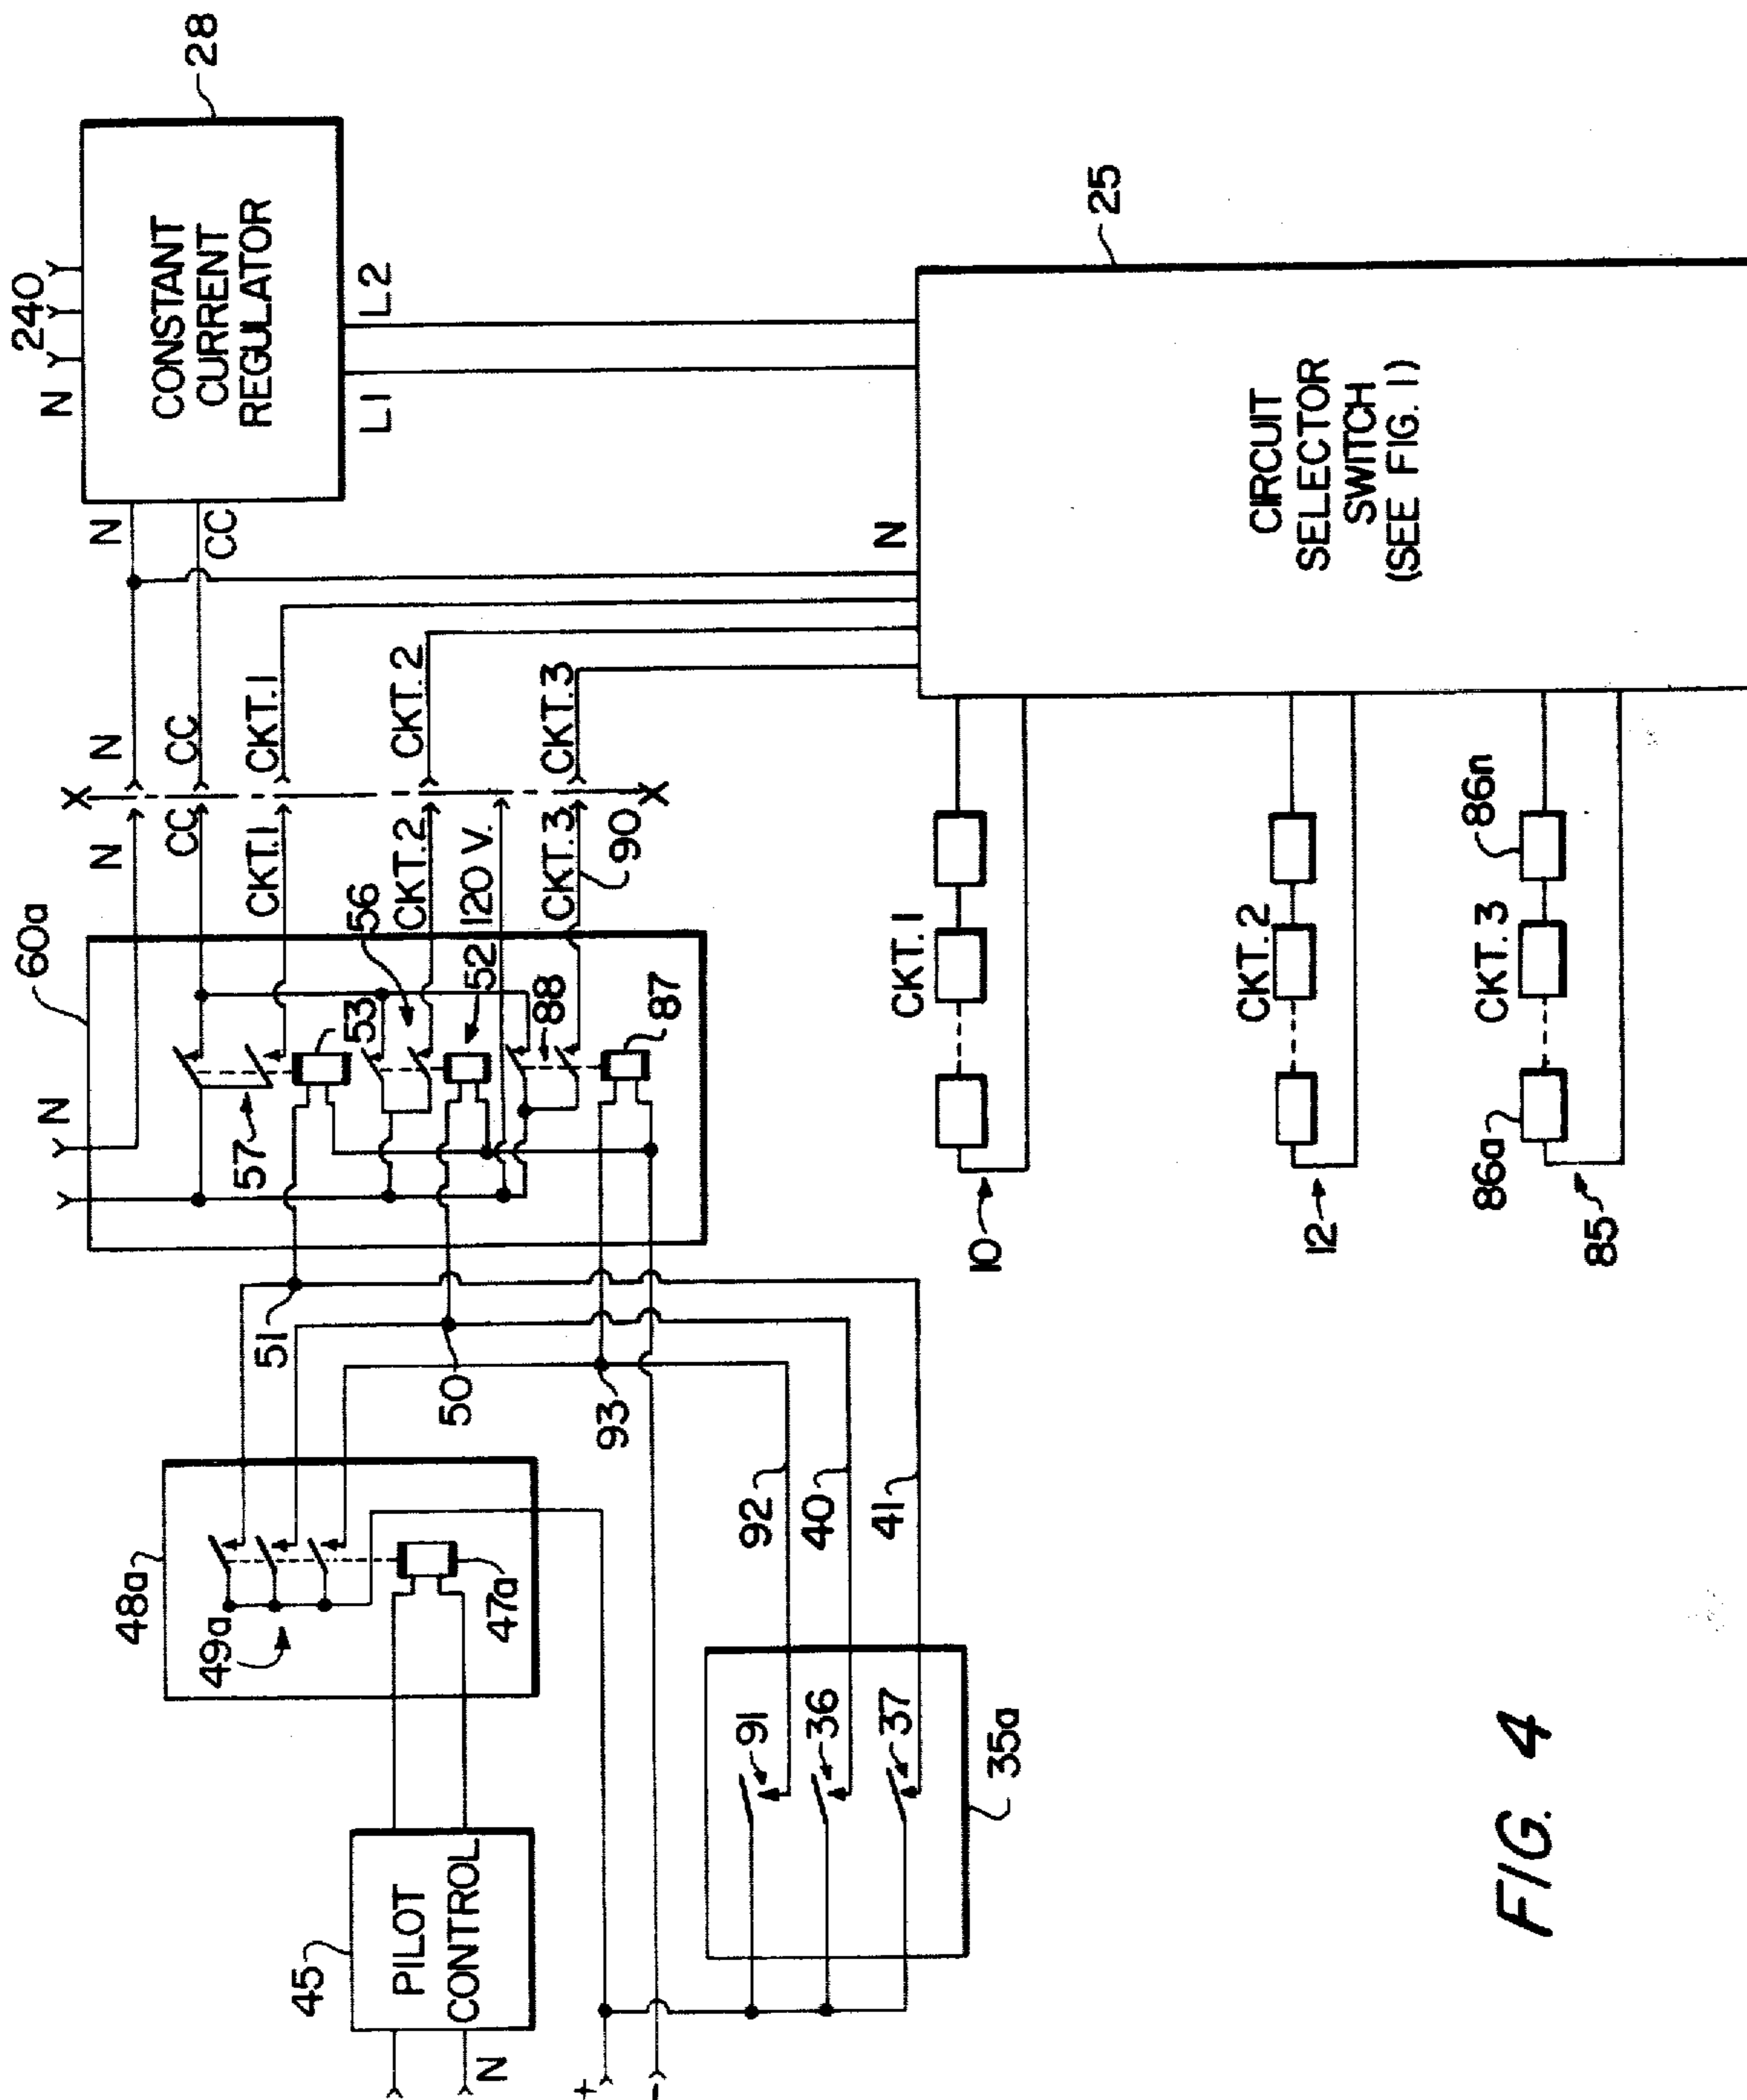 28
240
N
CONSTANT
CURRENT
REGULATOR
L1
L2
N
CC
X
N
CC
CKT.1
CKT.2
CKT.3
X
N
CC
CKT.1
CKT.2
120 V.
CKT.3
90
60a
N
57
53
56
52
88
87
25
N
CIRCUIT
SELECTOR
SWITCH
(SEE FIG. 1)
CKT.1
10
CKT.2
12
CKT.3
86a
86n
85
51
50
93
48a
49a
47a
45
PILOT
CONTROL
N
+
-
92
40
41
91
36
37
35a
FIG. 4